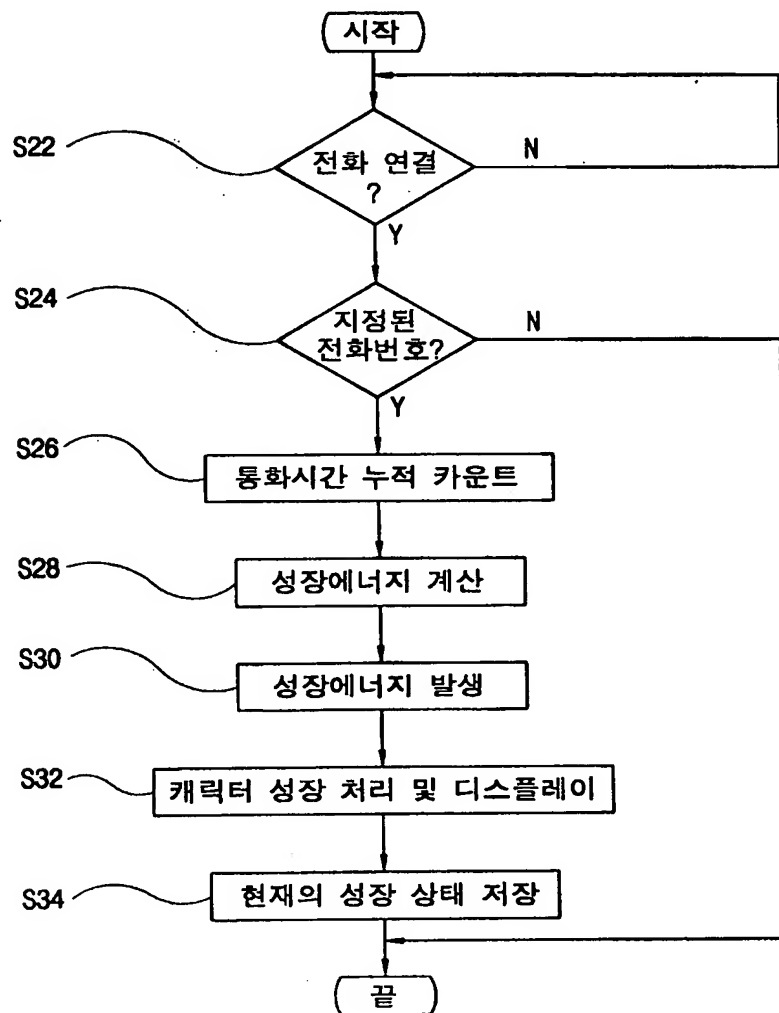 시작
S22
전화 연결
?
N
Y
S24
지정된
전화번호?
N
Y
S26
통화시간 누적 카운트
S28
성장에너지 계산
S30
성장에너지 발생
S32
캐릭터 성장 처리 및 디스플레이
S34
현재의 성장 상태 저장
끝